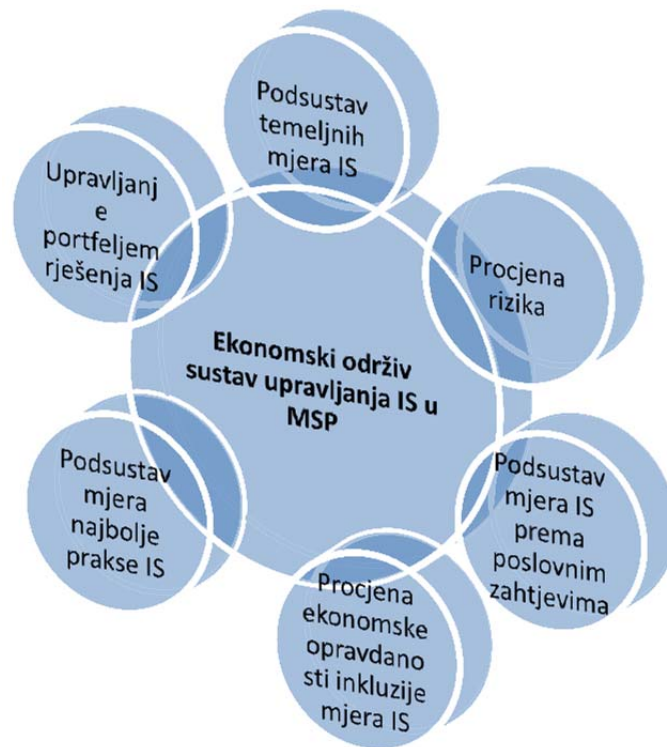 Podsustav
temeljnih
mjera IS
Upravljanj
e
portfeljem
rješenja IS
Procjena
rizika
Ekonomski održiv
sustav upravljanja IS u
MSP
Podsustav
mjera IS
prema
poslovnim
zahtjevima
Podsustav
mjera
najbolje
prakse IS
Procjena
ekonomske
opravdano
sti inkluzije
mjera IS